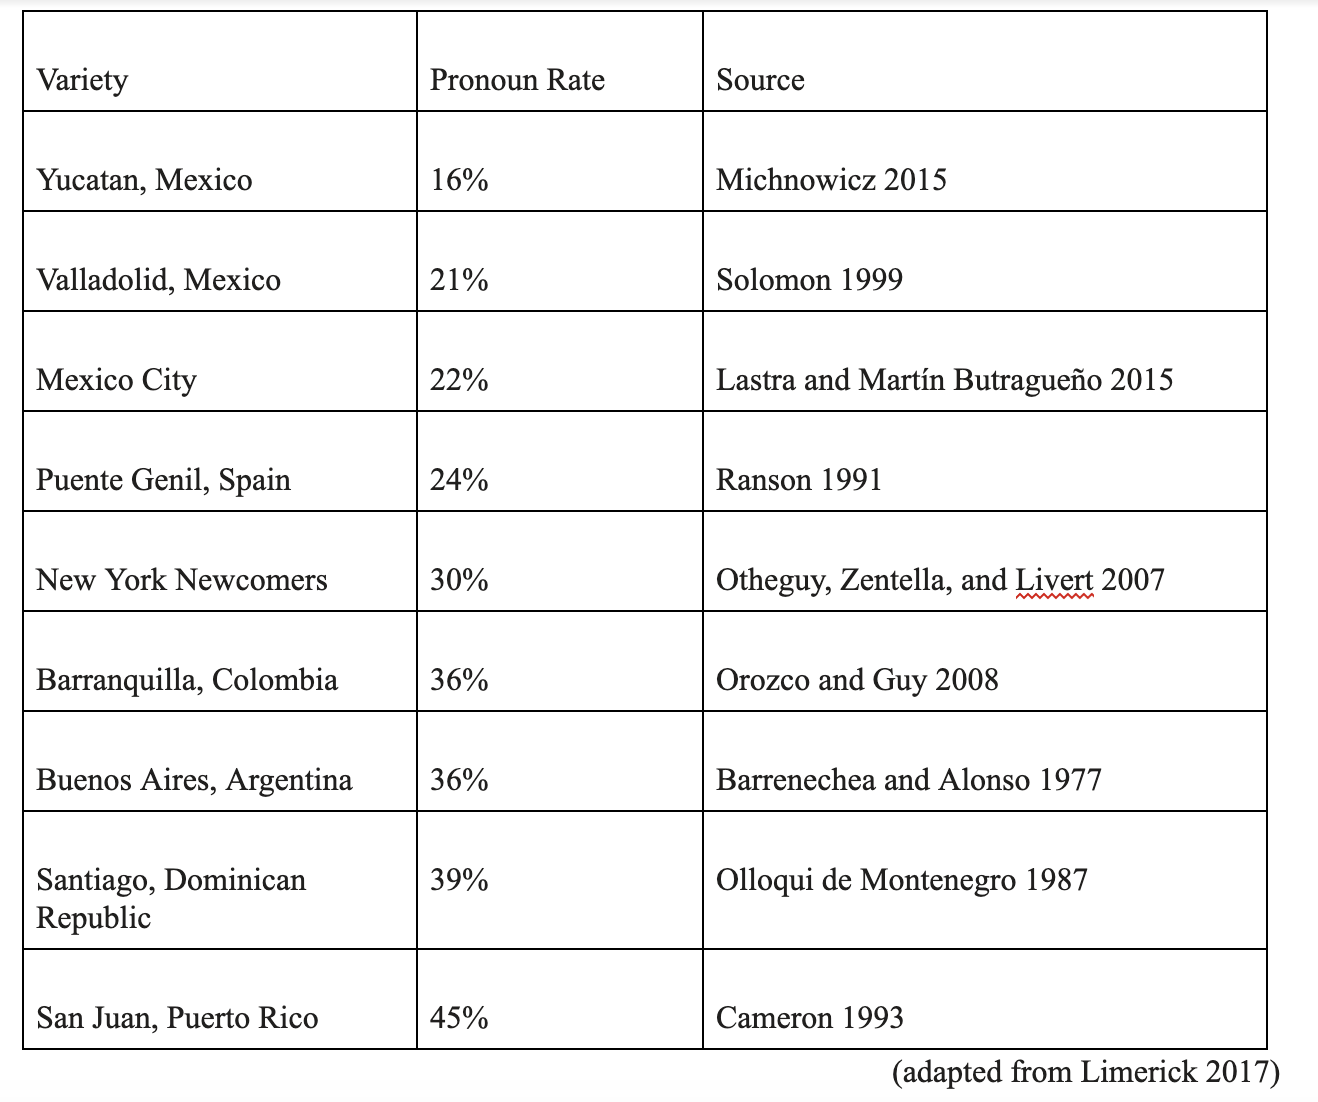 Variety Pronoun Rate Source
Yucatan, Mexico 16% Michnowicz 2015
Valladolid, Mexico 21% Solomon 1999
Mexico City 22% Lastra and Martín Butragueño 2015
Puente Genil, Spain 24% Ranson 1991
New York Newcomers 30% Otheguy, Zentella, and Livert 2007
Barranquilla, Colombia 36% Orozco and Guy 2008
Buenos Aires, Argentina 36% Barrenechea and Alonso 1977
Santiago, Dominican 39% Olloqui de Montenegro 1987
Republic
San Juan, Puerto Rico 45% Cameron 1993
(adapted from Limerick 2017)